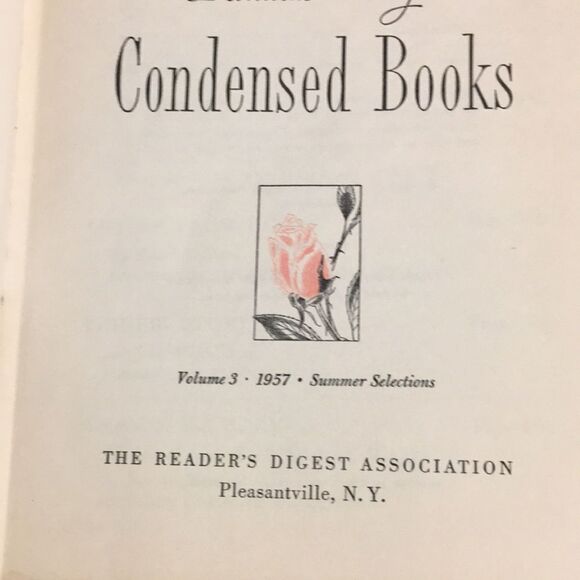 Condensed Books
Volume 3 · 1957 • Summer Selections
THE READER'S DIGEST ASSOCIATION
Pleasantville, N. Y.